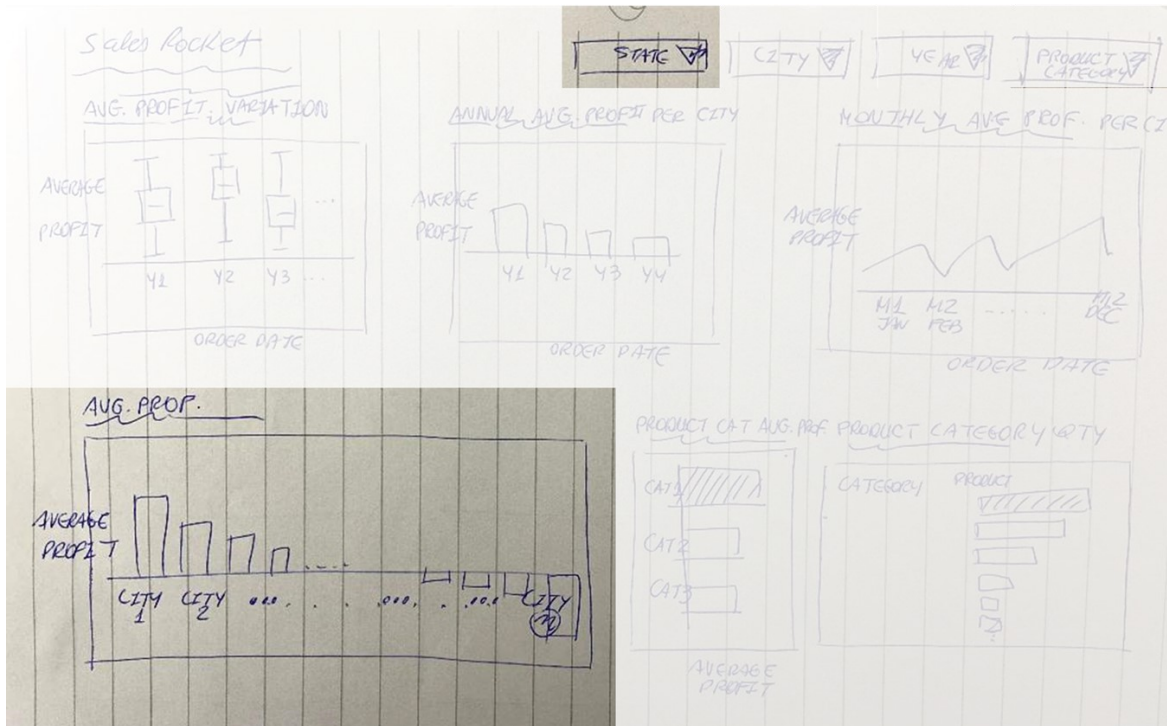 Sales Rocket
STATE
CITY
YEAR
PRODUCT
CATEGORY
AVG. PROFIT. VARIATION
AVERAGE
PROFIT
Y1 Y2 Y3 ....
ORDER DATE
ANNUAL AVG. PROFIT PER CITY
AVERAGE
PROFIT
Y1 Y2 Y3 Y4
ORDER DATE
MONTHLY AVG PROF. PER CI
AVERAGE
PROFIT
M1 M2 ..... M12
JAN FEB DEC
ORDER DATE
AVG. PROF.
AVERAGE
PROFIT
CITY CITY CITY
1 2
PRODUCT CAT AVG. PROF
CAT1
CAT2
CAT3
AVERAGE
PROFIT
PRODUCT CATEGORY QTY
CATEGORY PRODUCT